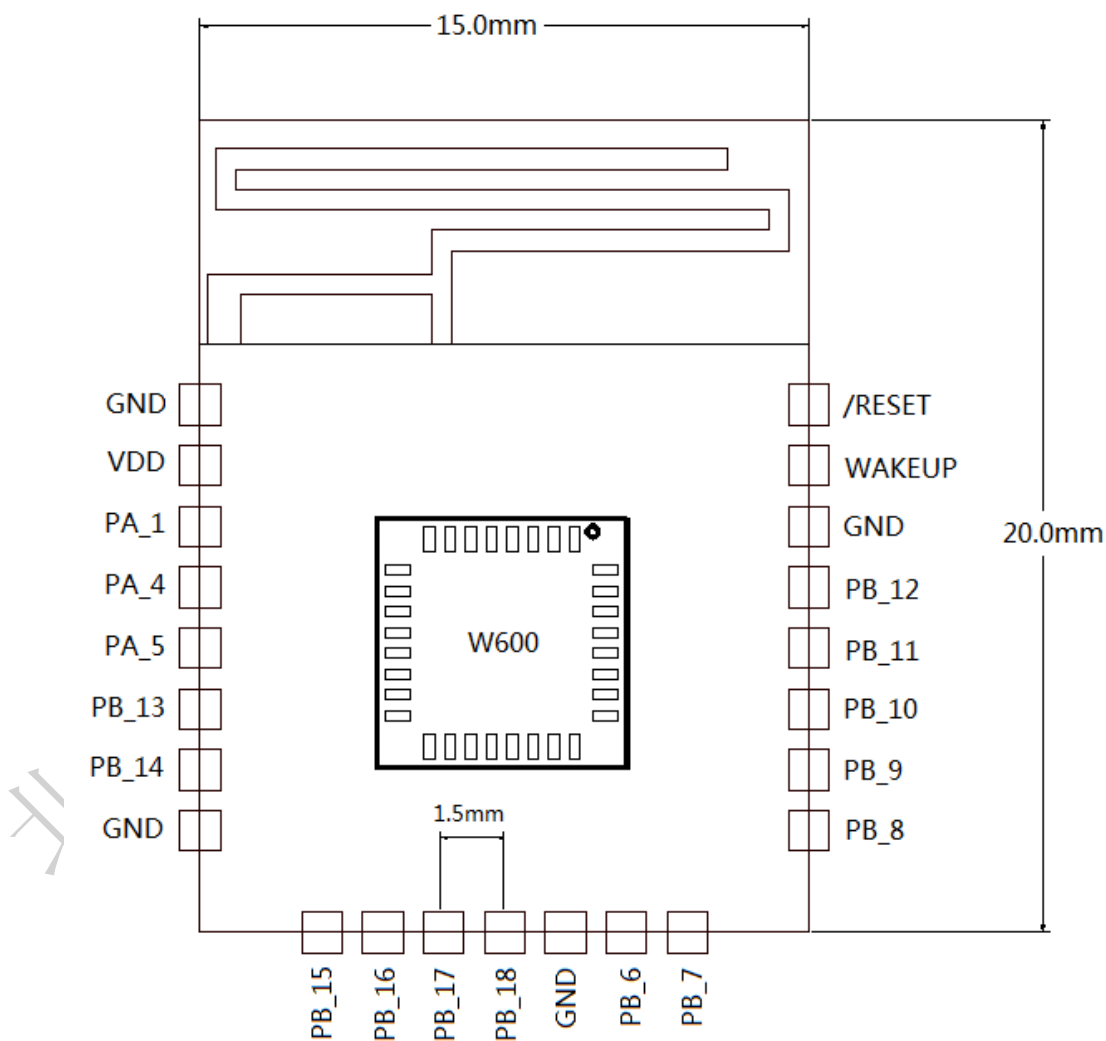 15.0mm
GND
VDD
PA_1
PA_4
PA_5
PB_13
PB_14
GND
/RESET
WAKEUP
GND
PB_12
PB_11
PB_10
PB_9
PB_8
20.0mm
W600
1.5mm
PB_15
PB_16
PB_17
PB_18
GND
PB_6
PB_7